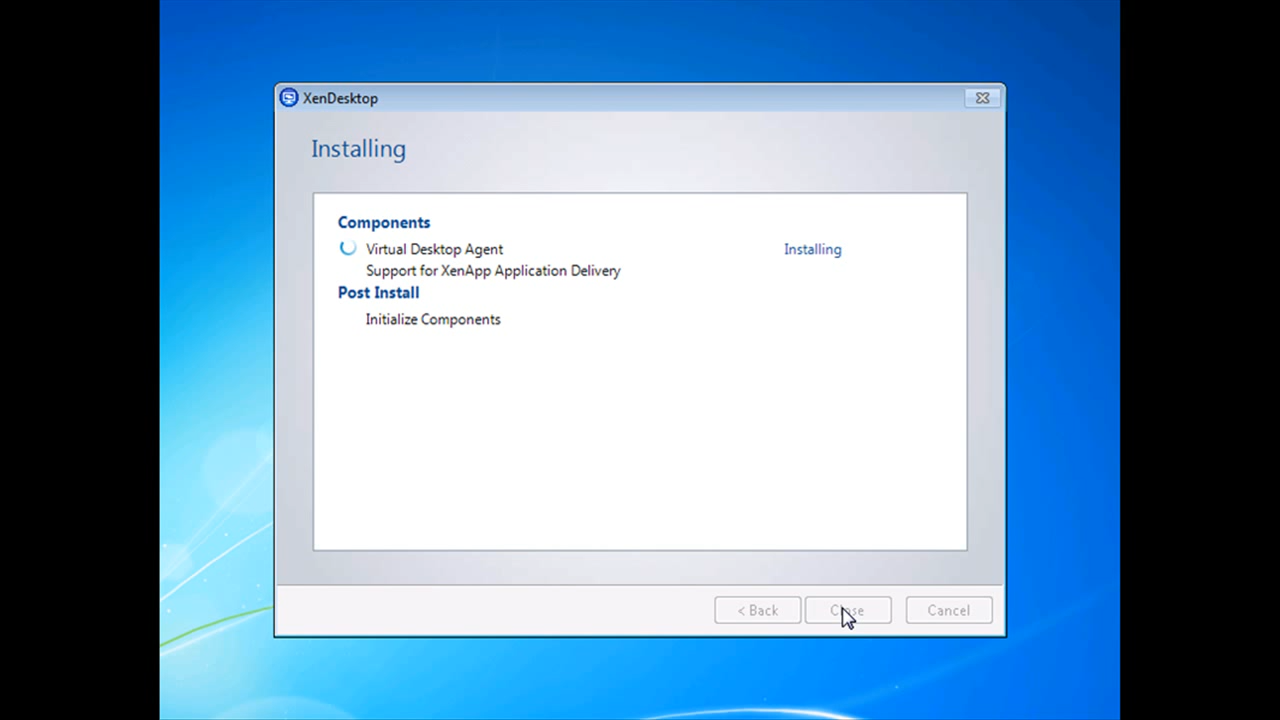 XenDesktop
Installing
Components
Virtual Desktop Agent Installing
Support for XenApp Application Delivery
Post Install
Initialize Components
< Back Close Cancel